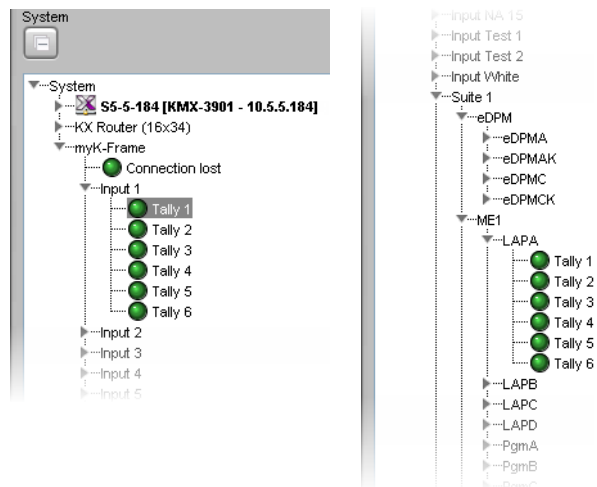 System
System
S5-5-184 [KMX-3901 - 10.5.5.184]
KX Router (16x34)
myK-Frame
Connection lost
Input 1
Tally 1
Tally 2
Tally 3
Tally 4
Tally 5
Tally 6
Input 2
Input 3
Input 4
Input 5
Input NA 15
Input Test 1
Input Test 2
Input White
Suite 1
eDPM
eDPMA
eDPMAK
eDPMC
eDPMCK
ME1
LAPA
Tally 1
Tally 2
Tally 3
Tally 4
Tally 5
Tally 6
LAPB
LAPC
LAPD
PgmA
PgmB
PgmC